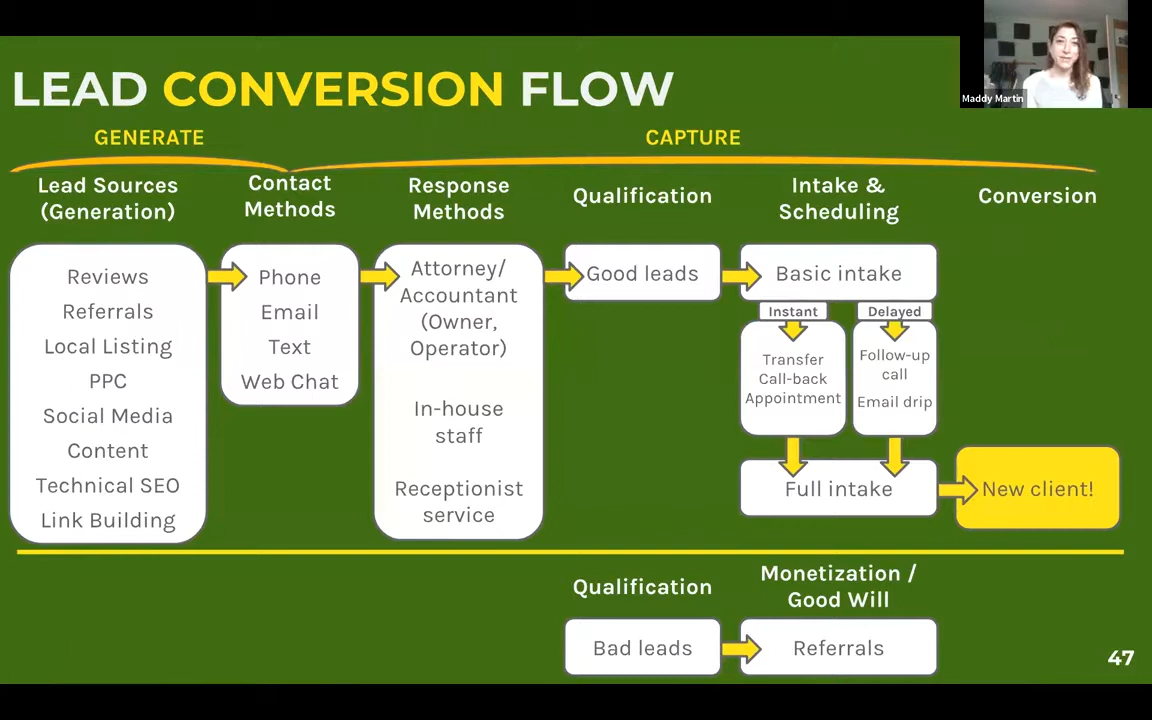 Maddy Martin
LEAD CONVERSION FLOW
GENERATE
CAPTURE
Lead Sources
(Generation)
Contact
Methods
Response
Methods
Qualification
Intake &
Scheduling
Conversion
Reviews
Referrals
Local Listing
PPC
Social Media
Content
Technical SEO
Link Building
Phone
Email
Text
Web Chat
Attorney/
Accountant
(Owner,
Operator)
In-house
staff
Receptionist
service
Good leads
Basic intake
Instant
Delayed
Transfer
Call-back
Appointment
Follow-up
call
Email drip
Full intake
New client!
Qualification
Monetization /
Good Will
Bad leads
Referrals
47